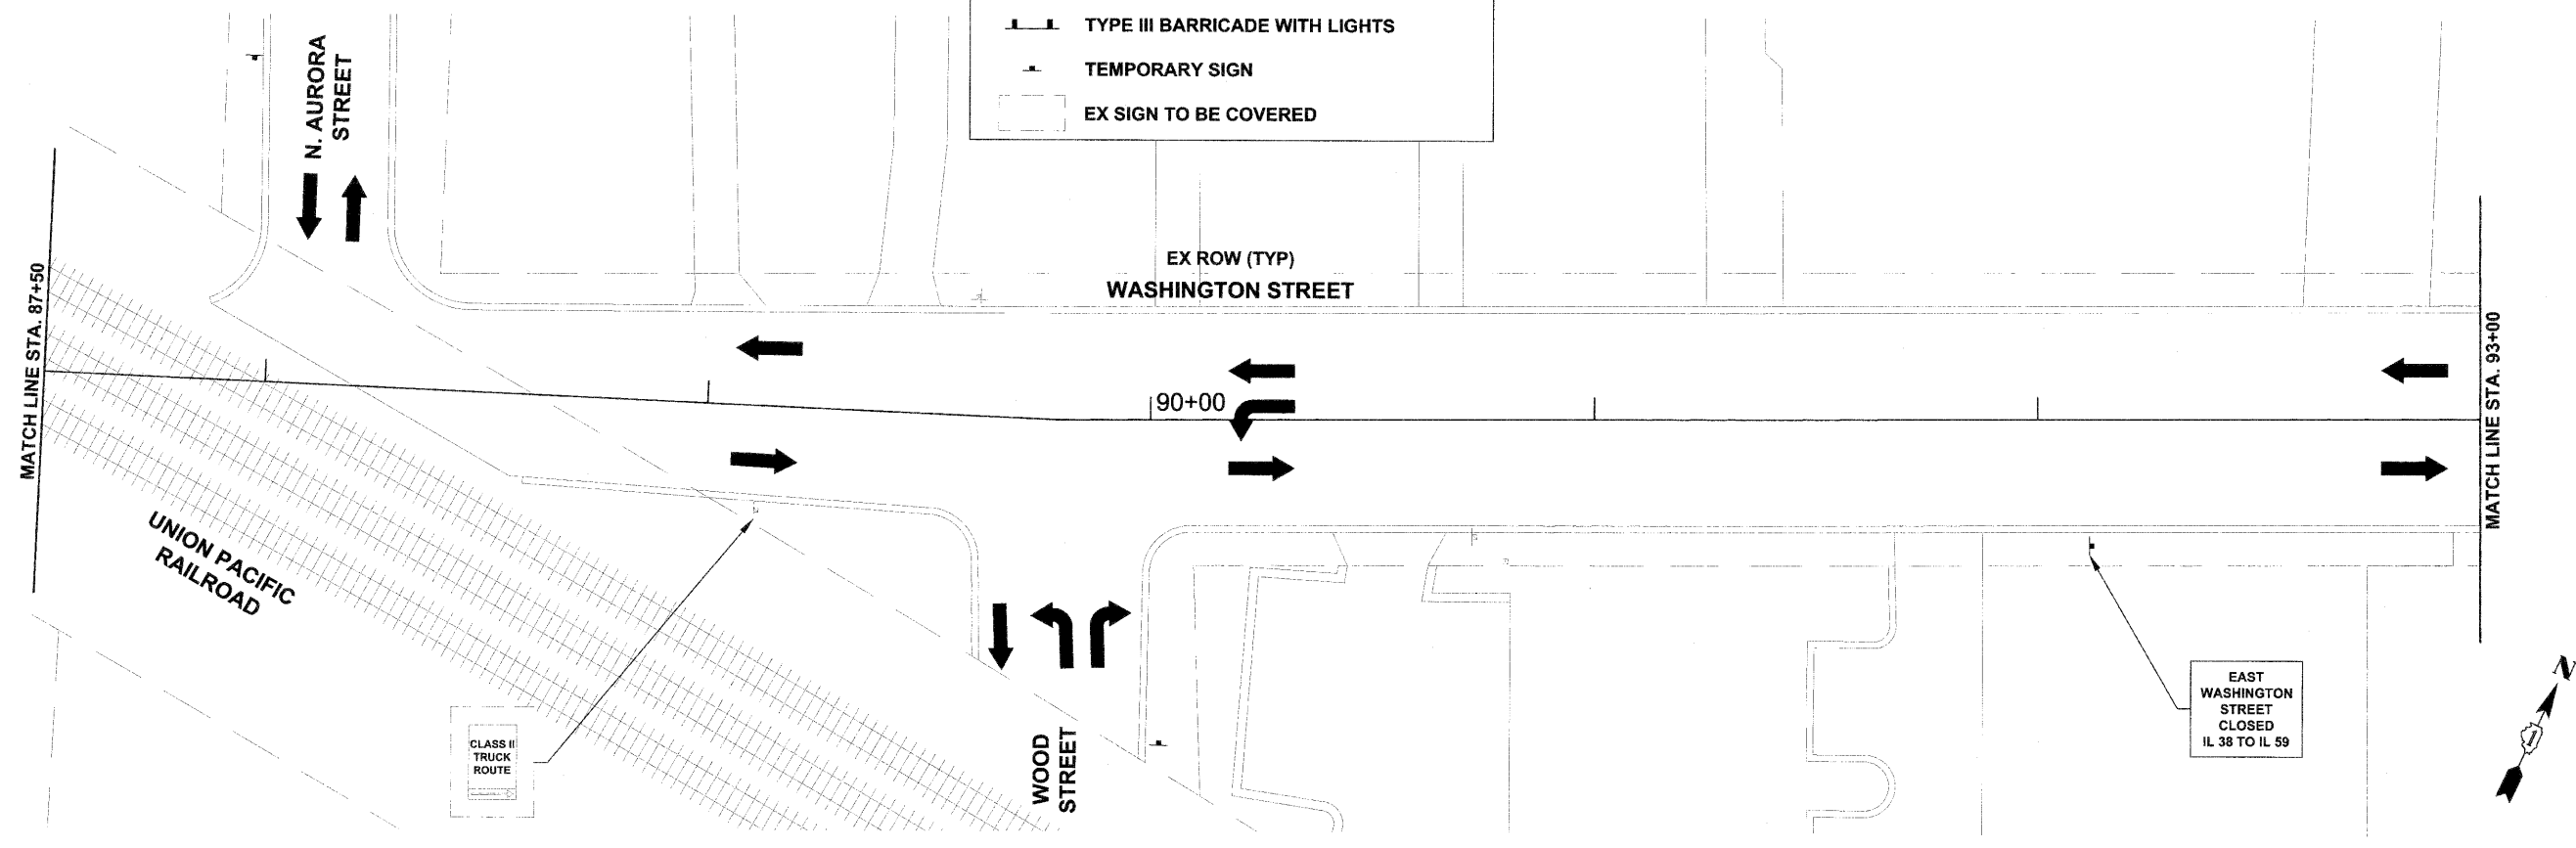 TYPE III BARRICADE WITH LIGHTS
TEMPORARY SIGN
EX SIGN TO BE COVERED
N. AURORA
STREET
MATCH LINE STA. 87+50
EX ROW (TYP)
WASHINGTON STREET
90+00
MATCH LINE STA. 93+00
UNION PACIFIC
RAILROAD
CLASS II
TRUCK
ROUTE
WOOD
STREET
EAST
WASHINGTON
STREET
CLOSED
IL 38 TO IL 59
N